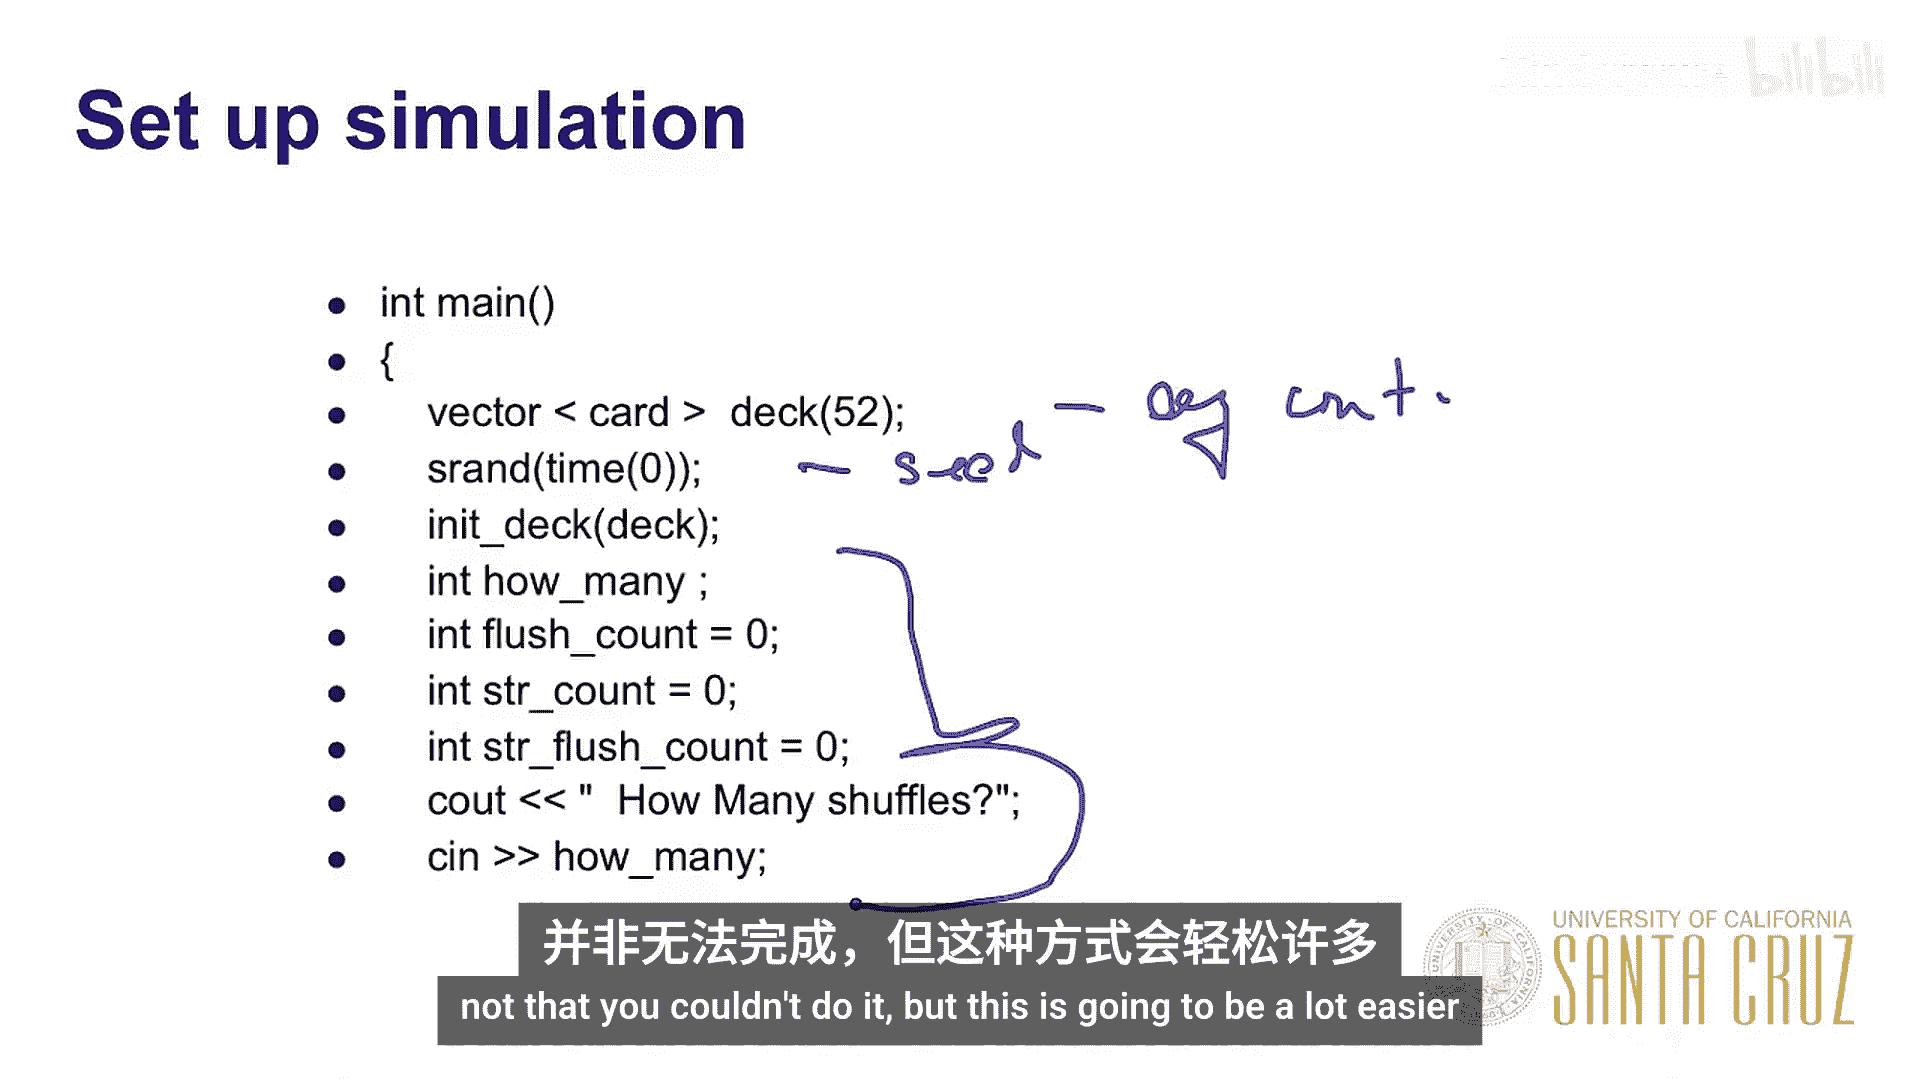 bilibili
Set up simulation
• int main()
• {
• vector < card > deck(52);
• srand(time(0));
• init_deck(deck);
• int how_many ;
• int flush_count = 0;
• int str_count = 0;
• int str_flush_count = 0;
• cout << "  How Many shuffles?";
• cin >> how_many;
— cont.
— seed
并非无法完成，但这种方式会轻松许多
not that you couldn't do it, but this is going to be a lot easier
UNIVERSITY OF CALIFORNIA
SANTA CRUZ